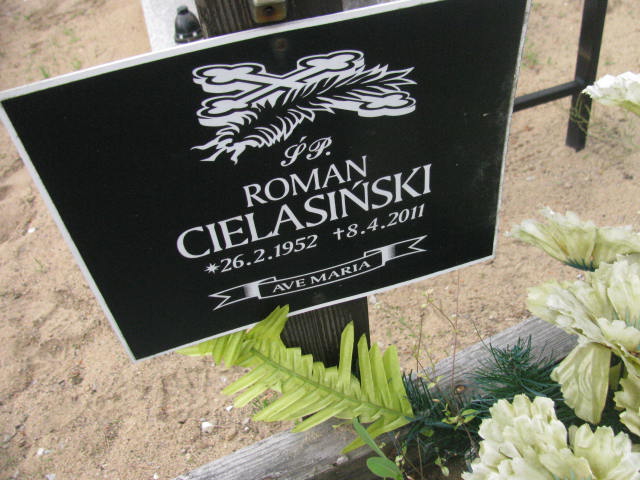 Ś.P.
ROMAN
CIELASIŃSKI
*26.2.1952 †8.4.2011
AVE MARIA